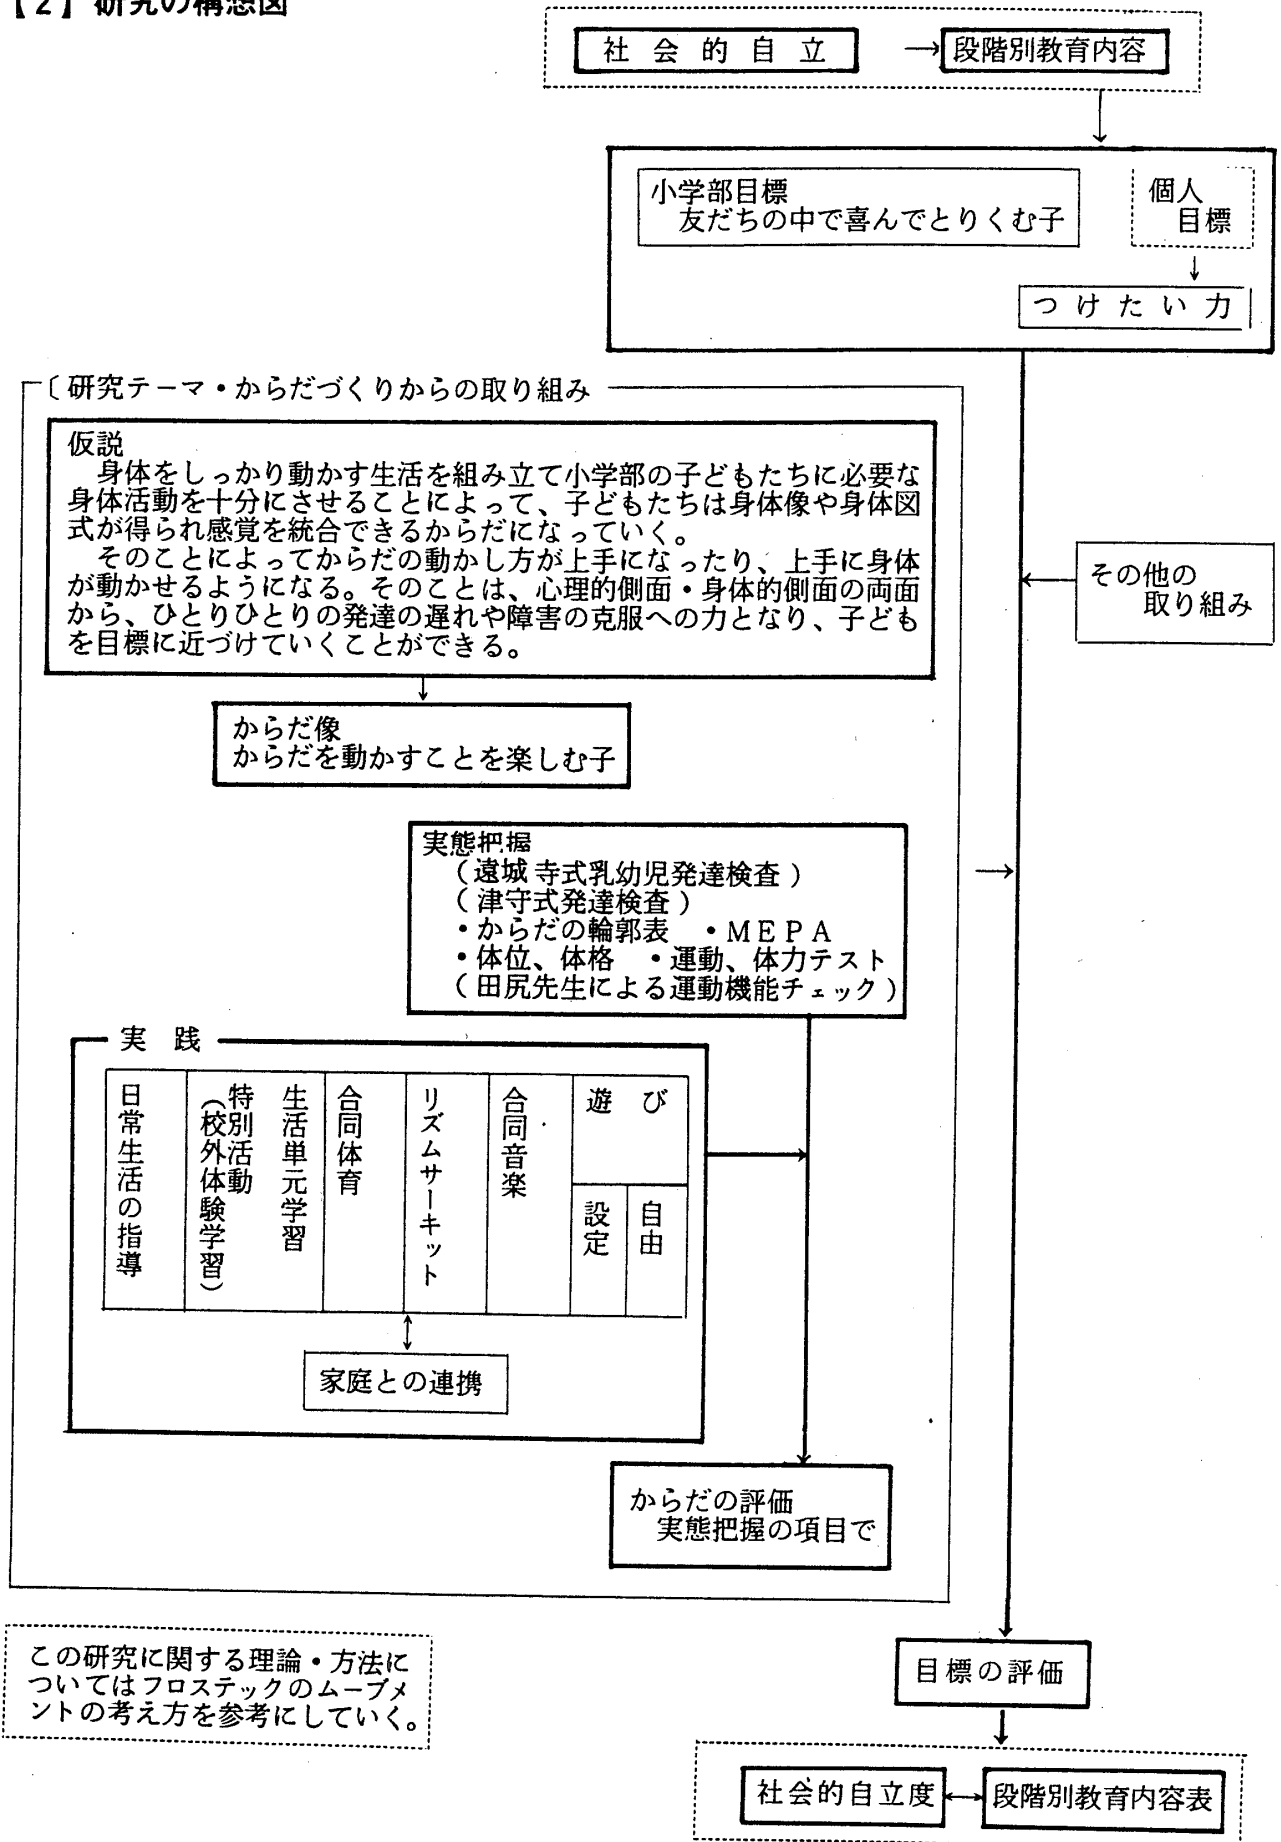 【2】研究の構想図
社会的自立
→段階別教育内容
小学部目標
友だちの中で喜んでとりくむ子
個人
目標
つけたい力
〔研究テーマ・からだづくりからの取り組み
仮説
身体をしっかり動かす生活を組み立て小学部の子どもたちに必要な
身体活動を十分にさせることによって、子どもたちは身体像や身体図
式が得られ感覚を統合できるからだになっていく。
そのことによってからだの動かし方が上手になったり、上手に身体
が動かせるようになる。そのことは、心理的側面・身体的側面の両面
から、ひとりひとりの発達の遅れや障害の克服への力となり、子ども
を目標に近づけていくことができる。
その他の
取り組み
からだ像
からだを動かすことを楽しむ子
実態把握
(遠城寺式乳幼児発達検査)
(津守式発達検査)
・からだの輪郭表 ・MEPA
・体位、体格 ・運動、体力テスト
(田尻先生による運動機能チェック)
実践
日常生活の指導
特別活動
(校外体験学習)
生活単元学習
合同体育
リズムサーキット
合同音楽
遊び
設定
自由
家庭との連携
からだの評価
実態把握の項目で
この研究に関する理論・方法に
ついてはフロステックのムーブメ
ントの考え方を参考にしていく。
目標の評価
社会的自立度
段階別教育内容表